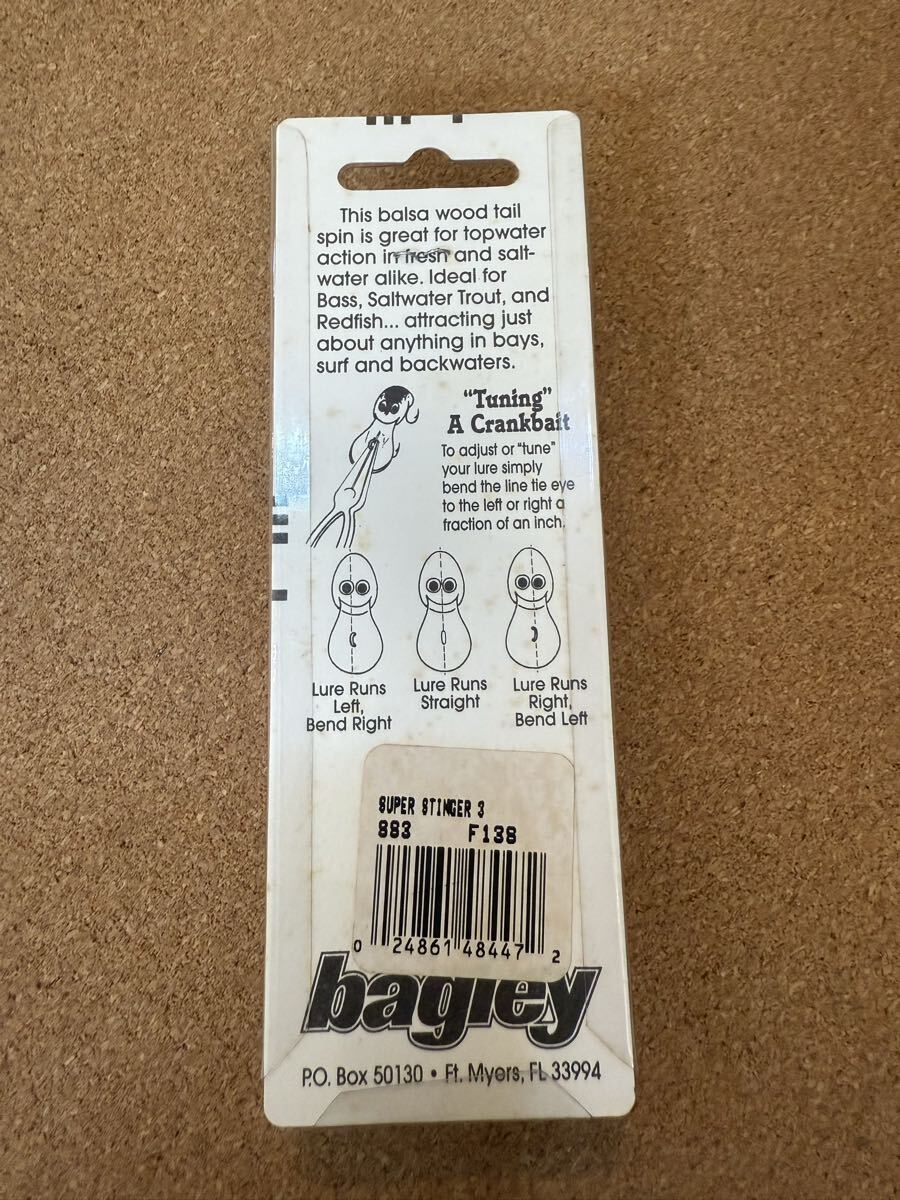 This balsa wood tail
spin is great for topwater
action in fresh and salt-
water alike. Ideal for
Bass, Saltwater Trout, and
Redfish... attracting just
about anything in bays,
surf and backwaters.
"Tuning"
A Crankbait
To adjust or "tune"
your lure simply
bend the line tie eye
to the left or right a
fraction of an inch.
Lure Runs
Left,
Bend Right
Lure Runs
Straight
Lure Runs
Right,
Bend Left
SUPER STINGER 3
883 F138
0 24861 48447 2
bagley
P.O. Box 50130 • Ft. Myers, FL 33994